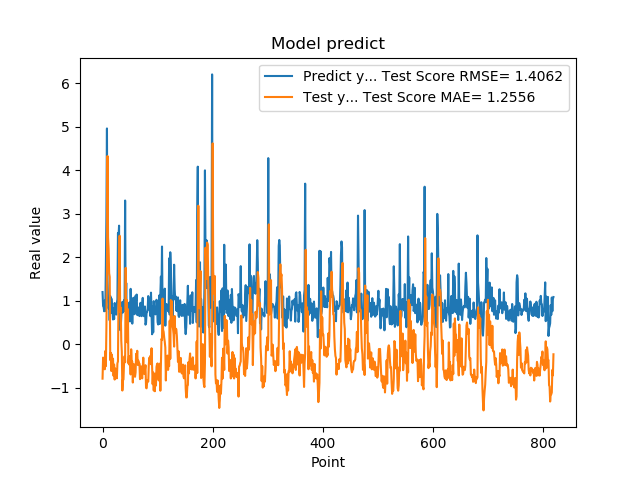 Model predict
Predict y... Test Score RMSE= 1.4062
Test y... Test Score MAE= 1.2556
Real value
6
5
4
3
2
1
0
−1
0 200 400 600 800
Point